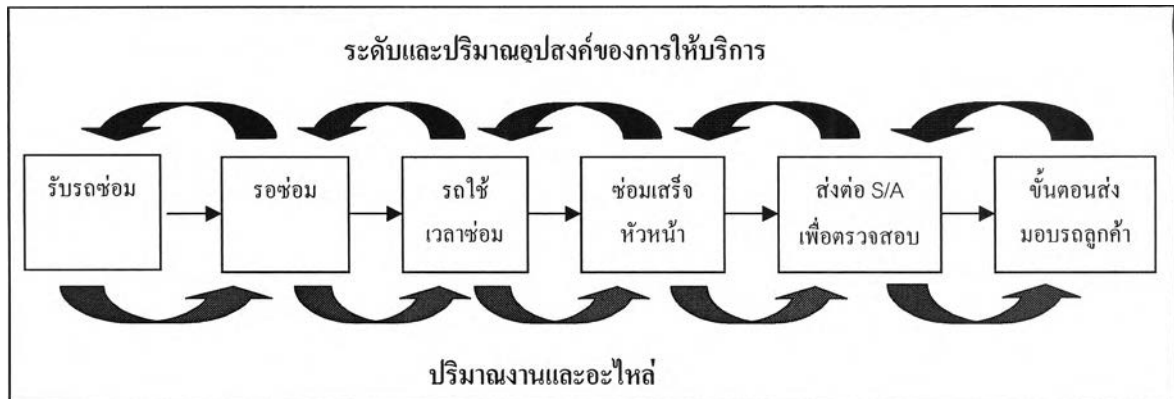 ระดับและปริมาณอุปสงค์ของการให้บริการ
รับรถซ่อม
รอซ่อม
รถใช้
เวลาซ่อม
ซ่อมเสร็จ
หัวหน้า
ส่งต่อ S/A
เพื่อตรวจสอบ
ขั้นตอนส่ง
มอบรถลูกค้า
ปริมาณงานและอะไหล่